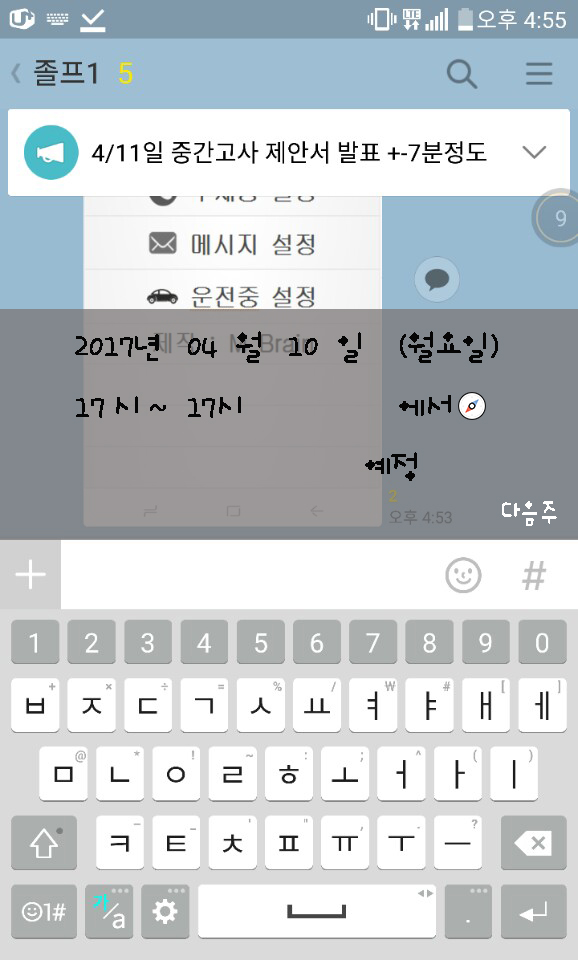 오후 4:55
졸프1 5
4/11일 중간고사 제안서 발표 +-7분정도
9
메시지 설정
운전중 설정
2017년 04 월 10 일 (월요일)
17 시 ~ 17시 에서
예정
2
오후 4:53
다음주
#
1 2 3 4 5 6 7 8 9 0
ㅂ ㅈ ㄷ ㄱ ㅅ ㅛ ㅕ ㅑ ㅐ ㅔ
ㅁ ㄴ ㅇ ㄹ ㅎ ㅗ ㅓ ㅏ ㅣ
ㅋ ㅌ ㅊ ㅍ ㅠ ㅜ ㅡ
1# 가/a .